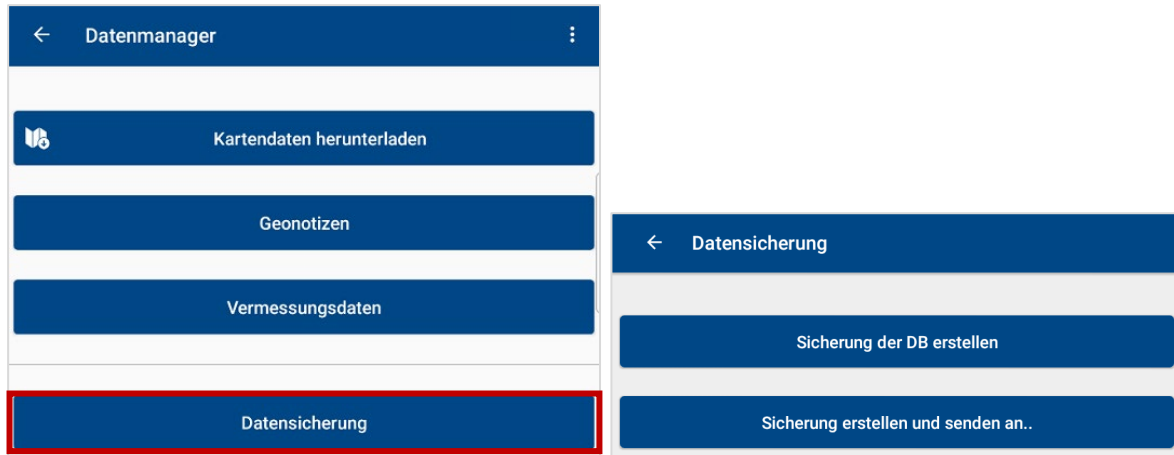 Datenmanager
Kartendaten herunterladen
Geonotizen
Vermessungsdaten
Datensicherung
Datensicherung
Sicherung der DB erstellen
Sicherung erstellen und senden an..